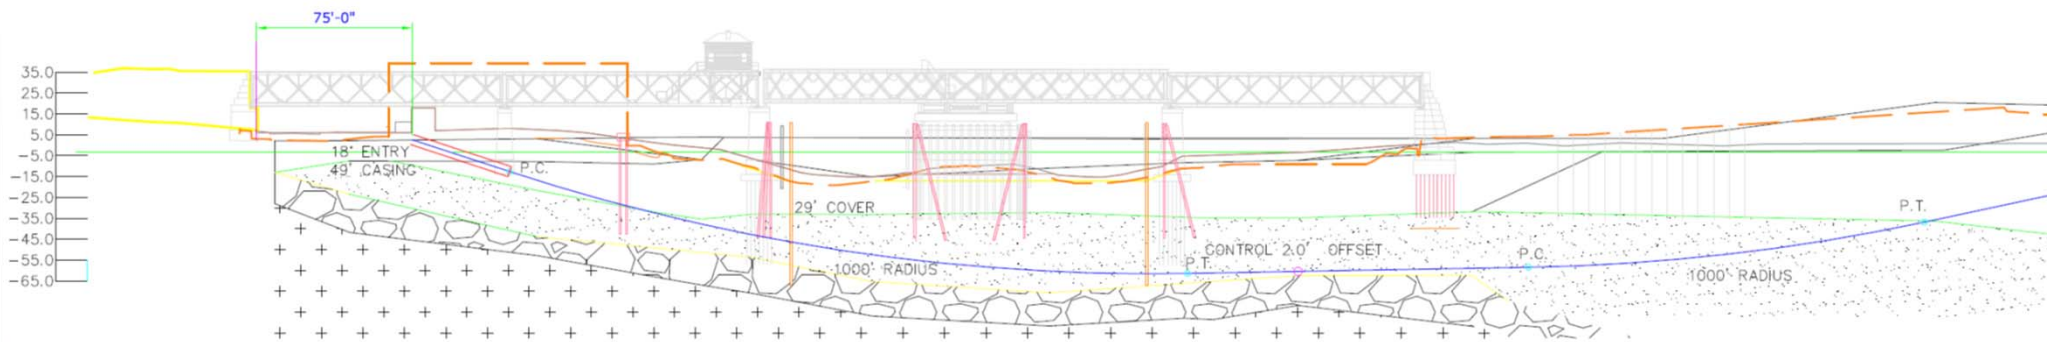 75'-0"
35.0
25.0
15.0
5.0
-5.0
-15.0
-25.0
-35.0
-45.0
-55.0
-65.0
18° ENTRY
49' CASING
P.C.
29' COVER
1000' RADIUS
P.T.
CONTROL 2.0' OFFSET
P.C.
P.T.
1000' RADIUS